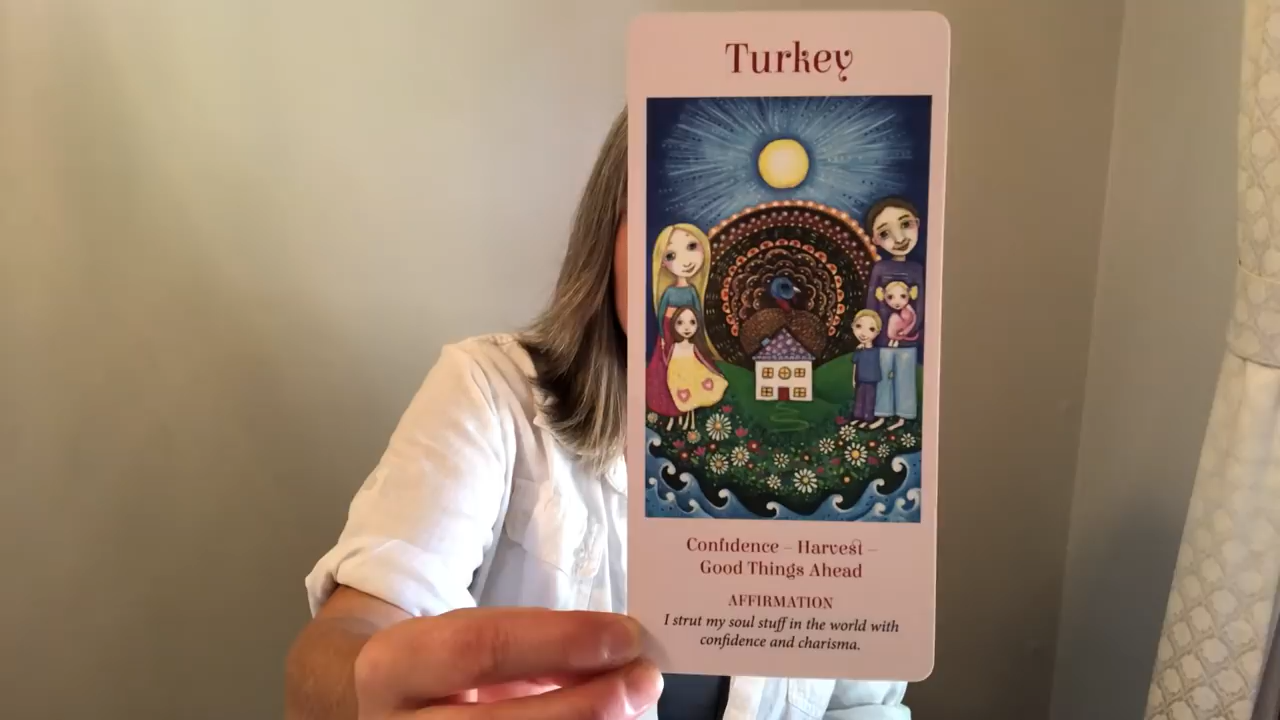 Turkey
Confidence – Harvest –
Good Things Ahead
AFFIRMATION
I strut my soul stuff in the world with
confidence and charisma.